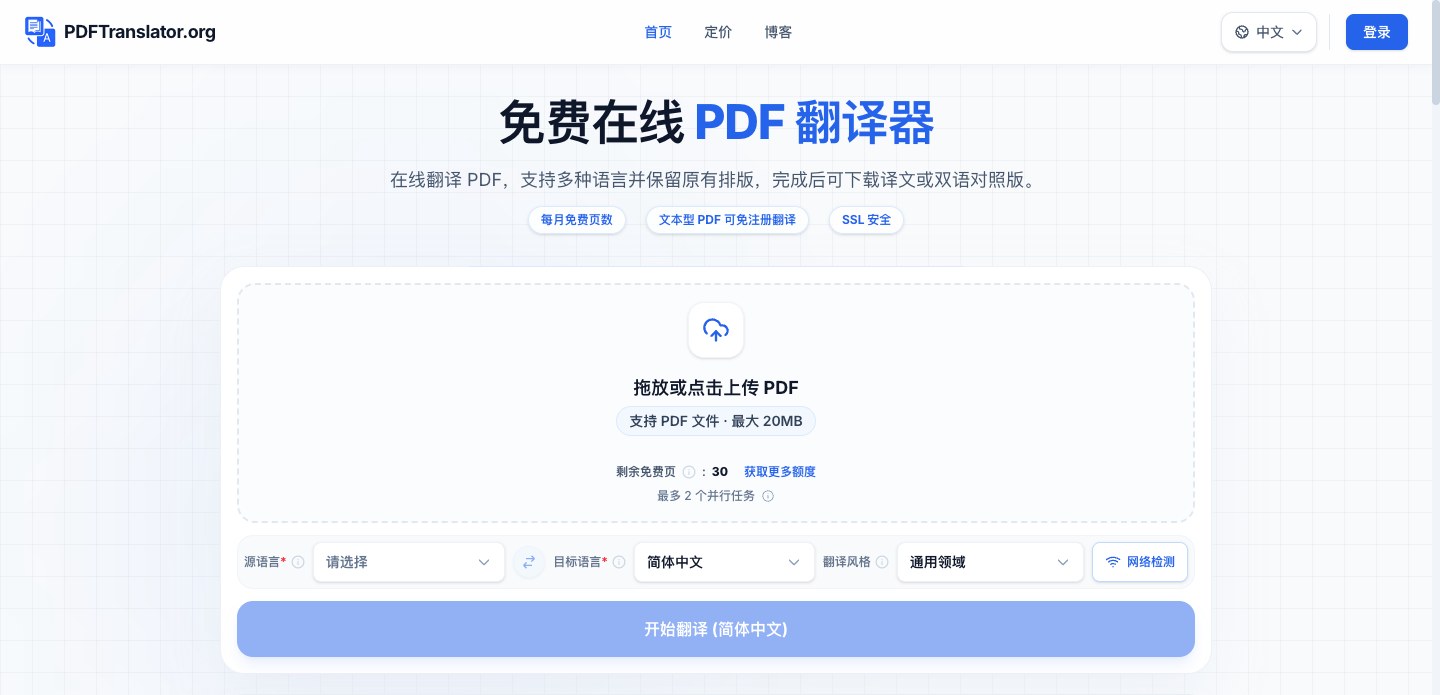 PDFTranslator.org
首页 定价 博客
中文
登录
免费在线 PDF 翻译器
在线翻译 PDF，支持多种语言并保留原有排版，完成后可下载译文或双语对照版。
每月免费页数 文本型 PDF 可免注册翻译 SSL 安全
拖放或点击上传 PDF
支持 PDF 文件 · 最大 20MB
剩余免费页 : 30 获取更多额度
最多 2 个并行任务
源语言* 请选择 目标语言* 简体中文 翻译风格 通用领域 网络检测
开始翻译 (简体中文)